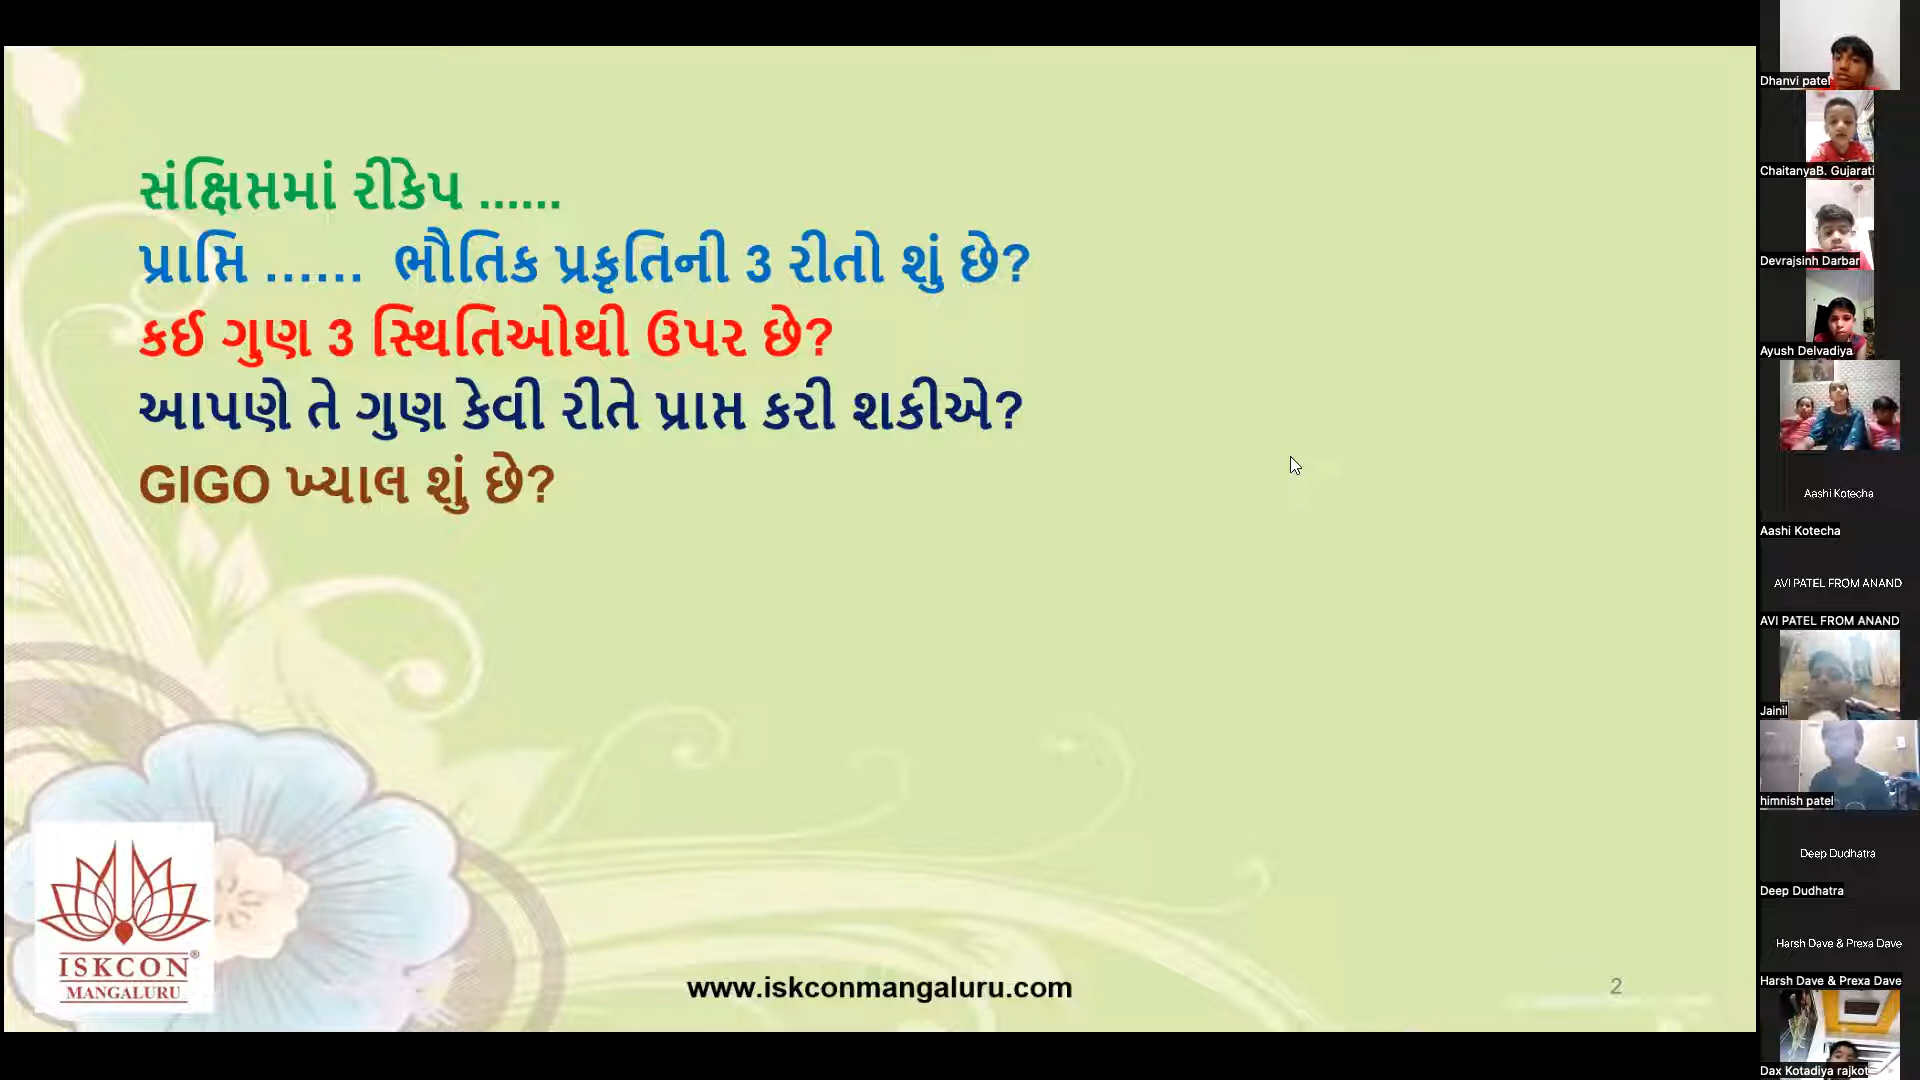 સંક્ષિપ્તમાં રીકેપ ......
પ્રાપ્તિ ...... ભૌતિક પ્રકૃતિની 3 રીતો શું છે?
કઈ ગુણ 3 સ્થિતિઓથી ઉપર છે?
આપણે તે ગુણ કેવી રીતે પ્રાપ્ત કરી શકીએ?
GIGO ખ્યાલ શું છે?
ISKCON®
MANGALURU
www.iskconmangaluru.com
2
Dhanvi patel
ChaitanyaB. Gujarati
Devrajsinh Darbar
Ayush Delvadiya
Aashi Kotecha
Aashi Kotecha
AVI PATEL FROM ANAND
AVI PATEL FROM ANAND
Jainil
himnish patel
Deep Dudhatra
Deep Dudhatra
Harsh Dave & Prexa Dave
Harsh Dave & Prexa Dave
Dax Kotadiya rajkot